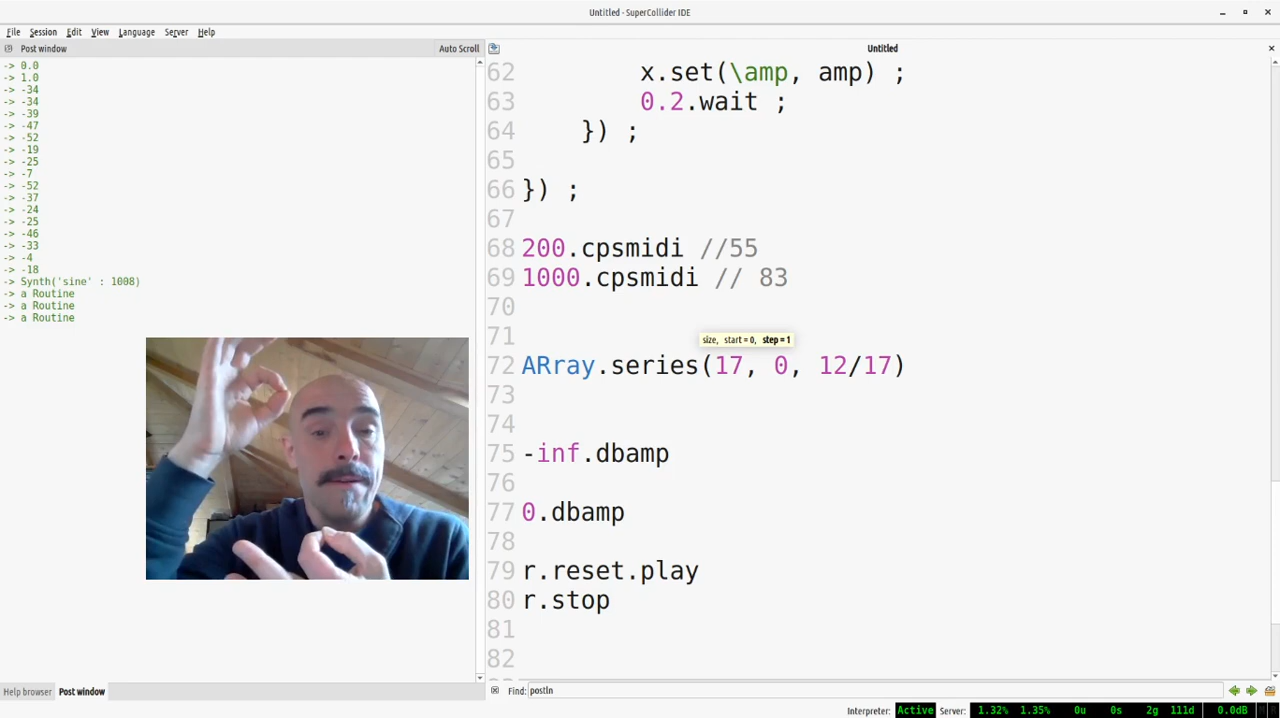 Untitled - SuperCollider IDE
File Session Edit View Language Server Help
Post window Auto Scroll
-> 0.0
-> 1.0
-> -34
-> -34
-> -39
-> -47
-> -52
-> -19
-> -25
-> -7
-> -52
-> -37
-> -24
-> -25
-> -46
-> -33
-> -4
-> -18
-> Synth('sine' : 1008)
-> a Routine
-> a Routine
-> a Routine
Help browser Post window
Untitled
62 x.set(\amp, amp) ;
63 0.2.wait ;
64 }) ;
65
66 }) ;
67
68 200.cpsmidi //55
69 1000.cpsmidi // 83
70
71
size, start = 0, step = 1
72 ARray.series(17, 0, 12/17)
73
74
75 -inf.dbamp
76
77 0.dbamp
78
79 r.reset.play
80 r.stop
81
82
Find: postln
Interpreter: Active Server: 1.32% 1.35% 0u 0s 2g 111d 0.0dB